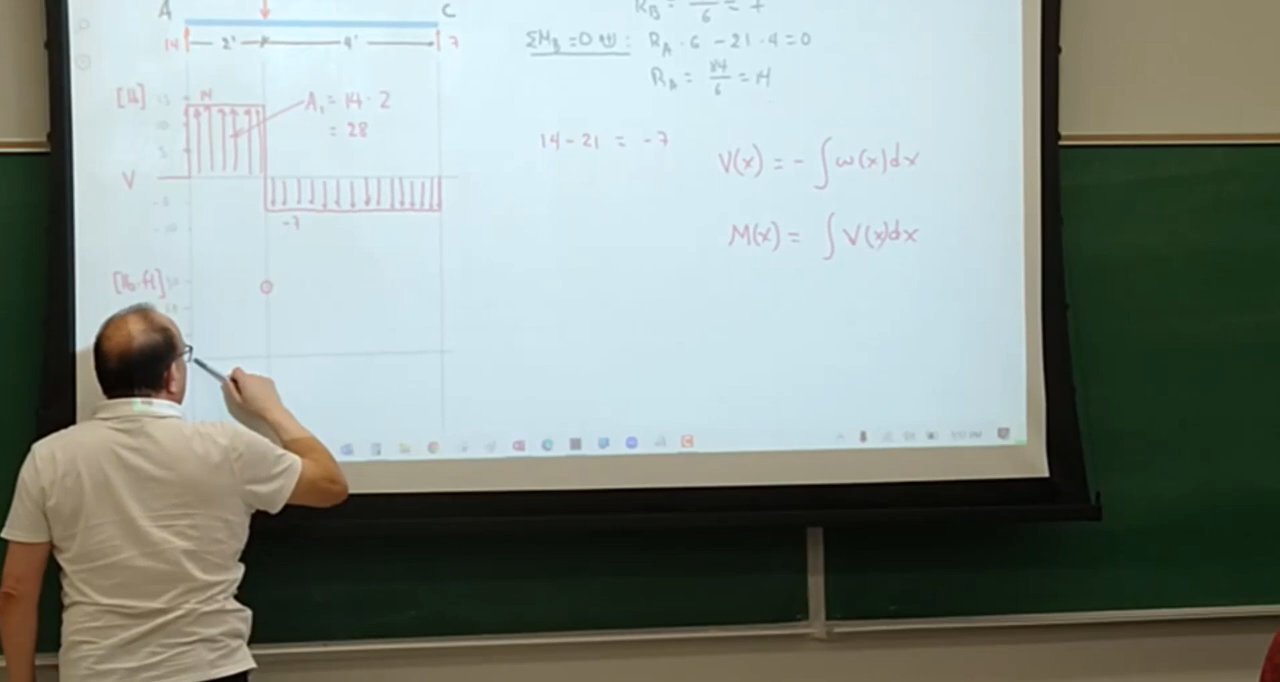 A C
14 2' 4' 7
[lb] 14 A₁ = 14 · 2
= 28
V
-7
[lb·ft]
6
ΣM_B = 0 : R_A · 6 - 21 · 4 = 0
R_A = 84/6 = 14
14 - 21 = -7
V(x) = - ∫ ω(x)dx
M(x) = ∫ V(x)dx